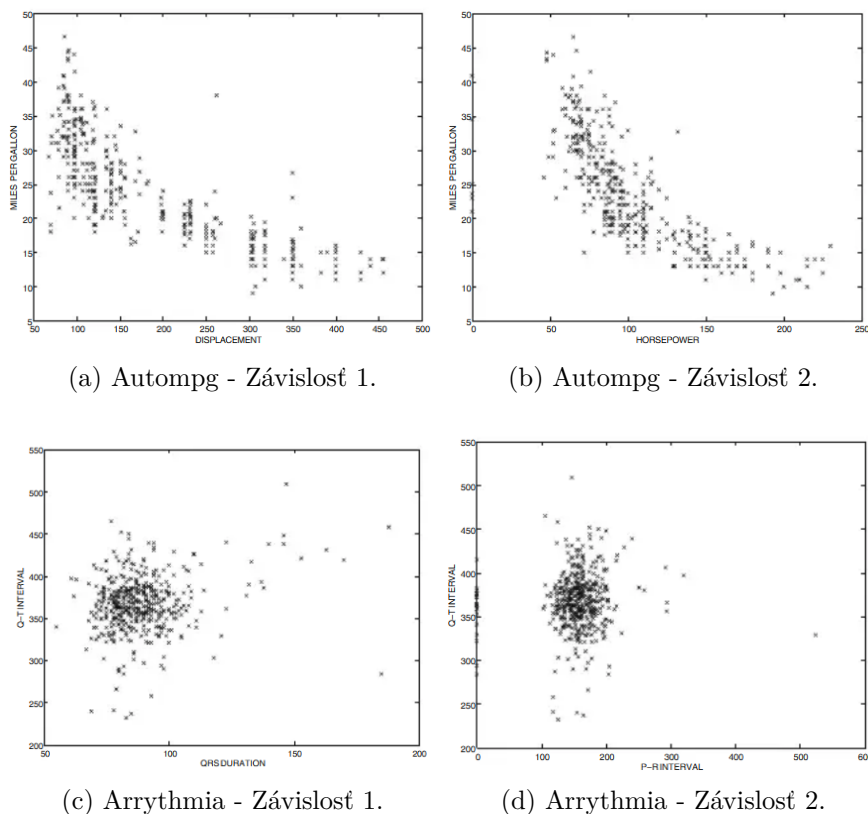 50
45
40
35
30
25
20
15
10
5
MILES PER GALLON
50 100 150 200 250 300 350 400 450 500
DISPLACEMENT
(a) Autompg - Závislosť 1.
50
45
40
35
30
25
20
15
10
5
MILES PER GALLON
0 50 100 150 200 250
HORSEPOWER
(b) Autompg - Závislosť 2.
550
500
450
400
350
300
250
200
Q-T INTERVAL
50 100 150 200
QRS DURATION
(c) Arrythmia - Závislosť 1.
550
500
450
400
350
300
250
200
Q-T INTERVAL
0 100 200 300 400 500 60
P-R INTERVAL
(d) Arrythmia - Závislosť 2.